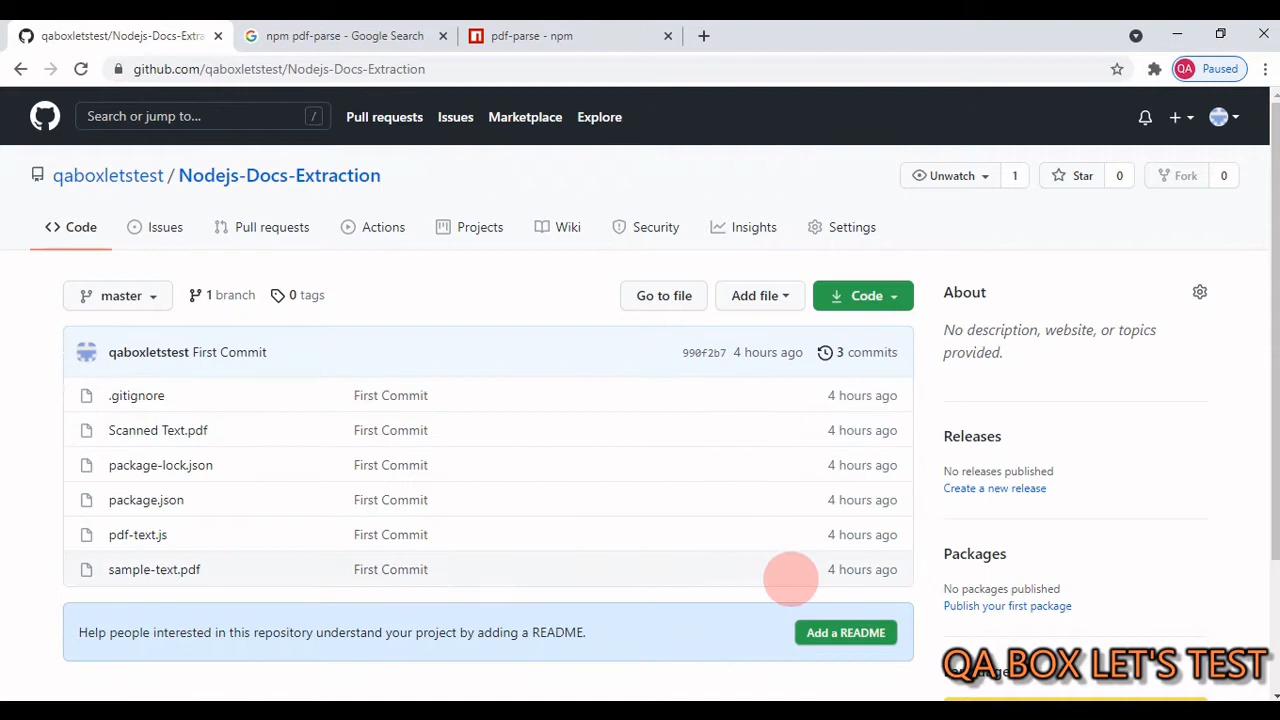 qaboxletstest/Nodejs-Docs-Extra
npm pdf-parse - Google Search
pdf-parse - npm
github.com/qaboxletstest/Nodejs-Docs-Extraction
QA Paused
Search or jump to... /
Pull requests Issues Marketplace Explore
qaboxletstest / Nodejs-Docs-Extraction
Unwatch 1 Star 0 Fork 0
Code Issues Pull requests Actions Projects Wiki Security Insights Settings
master 1 branch 0 tags Go to file Add file Code
qaboxletstest First Commit 990f2b7 4 hours ago 3 commits
.gitignore First Commit 4 hours ago
Scanned Text.pdf First Commit 4 hours ago
package-lock.json First Commit 4 hours ago
package.json First Commit 4 hours ago
pdf-text.js First Commit 4 hours ago
sample-text.pdf First Commit 4 hours ago
Help people interested in this repository understand your project by adding a README. Add a README
About
No description, website, or topics
provided.
Releases
No releases published
Create a new release
Packages
No packages published
Publish your first package
QA BOX LET'S TEST